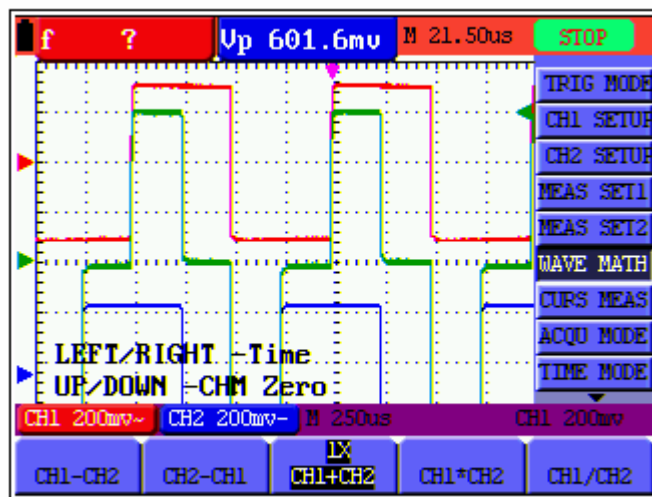 f ? Vp 601.6mv M 21.50us STOP
TRIG MODE
CH1 SETUP
CH2 SETUP
MEAS SET1
MEAS SET2
WAVE MATH
CURS MEAS
ACQU MODE
TIME MODE
LEFT/RIGHT -Time
UP/DOWN -CHM Zero
CH1 200mv~ CH2 200mv- M 250us CH1 200mv
1X
CH1-CH2 CH2-CH1 CH1+CH2 CH1*CH2 CH1/CH2